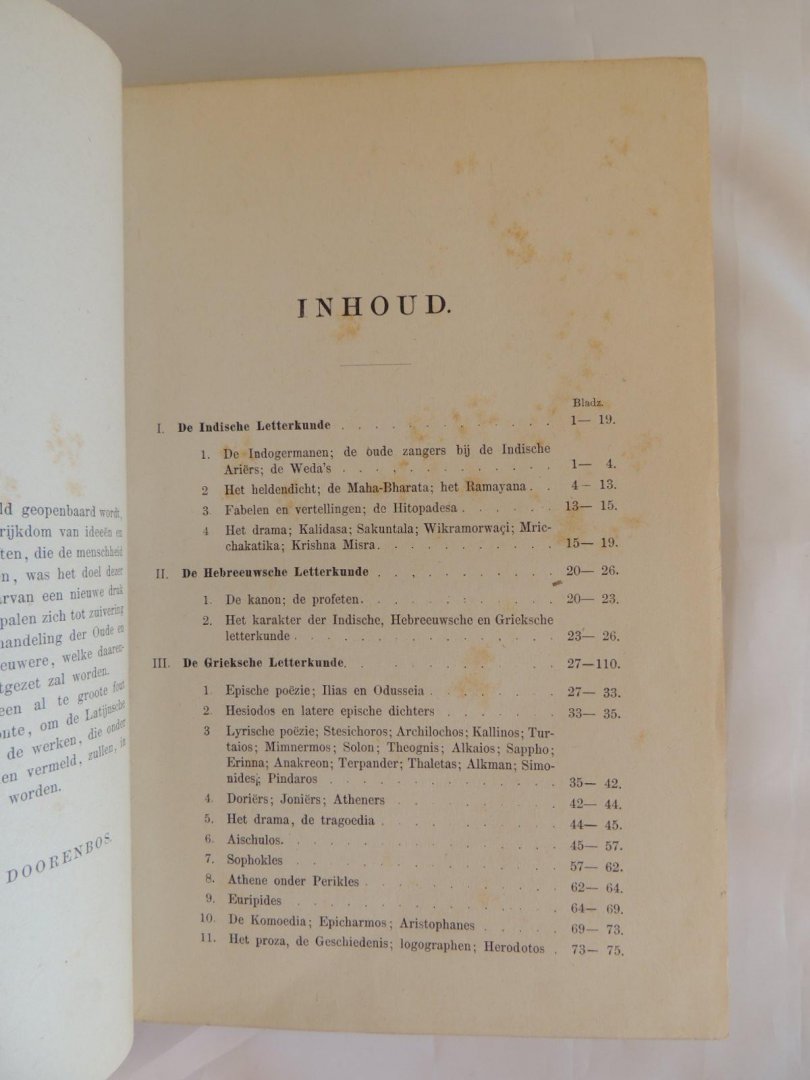 ld geopenbaard wordt,
rijkdom van ideeën en
ten, die de menschheid
n, was het doel dezer
arvan een nieuwe druk
palen zich tot zuivering
handeling der Oude en
euwere, welke daaren-
tgezet zal worden.
een al te groote fout
nte, om de Latijnsche
de werken, die onder
en vermeld, zullen, is
worden.
DOORENBOS.
INHOUD.
Bladz.
I. De Indische Letterkunde . . . . . . . . . . . . . 1— 19.
1. De Indogermanen; de oude zangers bij de Indische
Ariërs; de Weda's . . . . . . . . . . . . . 1— 4.
2 Het heldendicht; de Maha-Bharata; het Ramayana . . 4— 13.
3. Fabelen en vertellingen; de Hitopadesa . . . . . . 13— 15.
4 Het drama; Kalidasa; Sakuntala; Wikramorwaçi; Mric-
chakatika; Krishna Misra. . . . . . . . . . . 15— 19.
II. De Hebreeuwsche Letterkunde . . . . . . . . . . . 20— 26.
1. De kanon; de profeten. . . . . . . . . . . . 20— 23.
2. Het karakter der Indische, Hebreeuwsche en Grieksche
letterkunde . . . . . . . . . . . . . . . . 23— 26.
III. De Grieksche Letterkunde. . . . . . . . . . . . 27—110.
1. Epische poëzie; Ilias en Odusseia . . . . . . . 27— 33.
2. Hesiodos en latere epische dichters . . . . . . 33— 35.
3 Lyrische poëzie; Stesichoros; Archilochos; Kallinos; Tur-
taios; Mimnermos; Solon; Theognis; Alkaios; Sappho;
Erinna; Anakreon; Terpander; Thaletas; Alkman; Simo-
nides; Pindaros . . . . . . . . . . . . . . 35— 42.
4. Doriërs; Joniërs; Atheners . . . . . . . . . 42— 44.
5. Het drama, de tragoedia . . . . . . . . . . . 44— 45.
6. Aischulos. . . . . . . . . . . . . . . . . 45— 57.
7. Sophokles . . . . . . . . . . . . . . . . 57— 62.
8. Athene onder Perikles . . . . . . . . . . . . 62— 64.
9. Euripides . . . . . . . . . . . . . . . . 64— 69.
10. De Komoedia; Epicharmos; Aristophanes . . . . . 69— 73.
11. Het proza, de Geschiedenis; logographen; Herodotos . 73— 75.